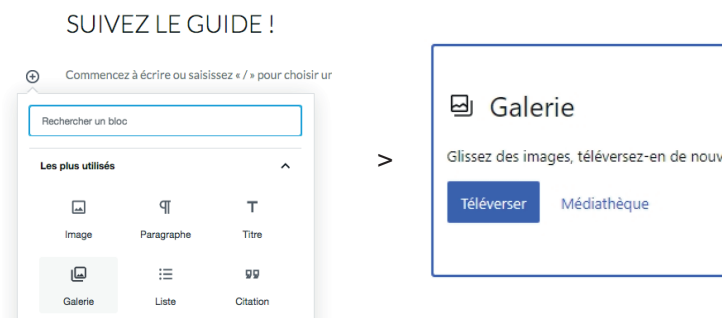 SUIVEZ LE GUIDE !
Commencez à écrire ou saisissez « / » pour choisir un
Rechercher un bloc
Les plus utilisés
Image Paragraphe Titre
Galerie Liste Citation
>
Galerie
Glissez des images, téléversez-en de nouv
Téléverser Médiathèque